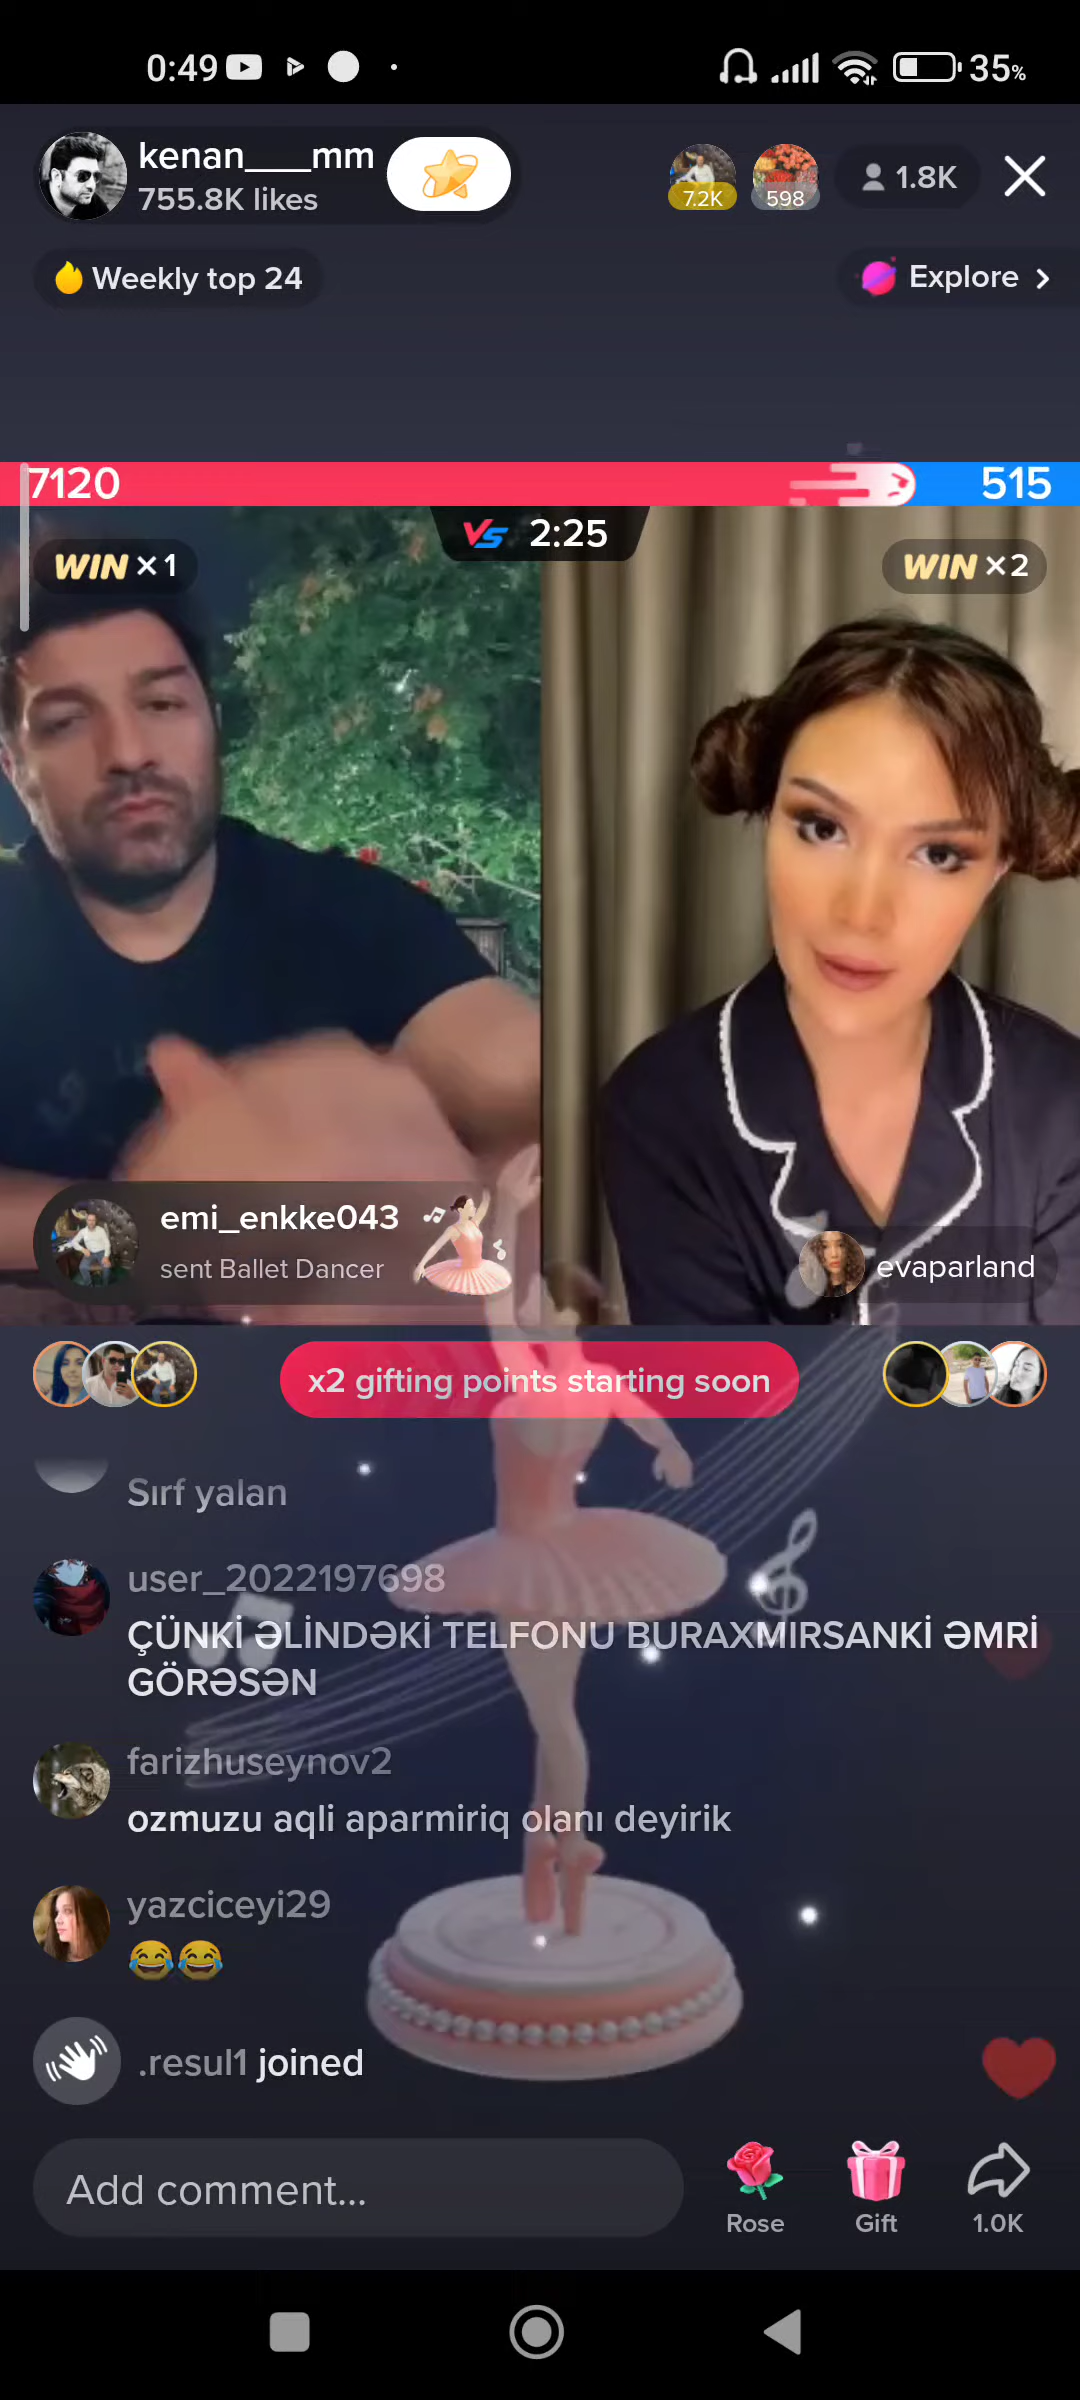 0:49
35%
kenan___mm
755.8K likes
7.2K
598
1.8K
Weekly top 24
Explore
7120
515
VS 2:25
WIN ×1
WIN ×2
emi_enkke043
sent Ballet Dancer
evaparland
x2 gifting points starting soon
Sırf yalan
user_2022197698
ÇÜNKİ ƏLİNDƏKİ TELFONU BURAXMIRSANKİ ƏMRİ
GÖRƏSƏN
farizhuseynov2
ozmuzu aqli aparmiriq olanı deyirik
yazciceyi29
😂😂
.resul1 joined
Add comment...
Rose
Gift
1.0K